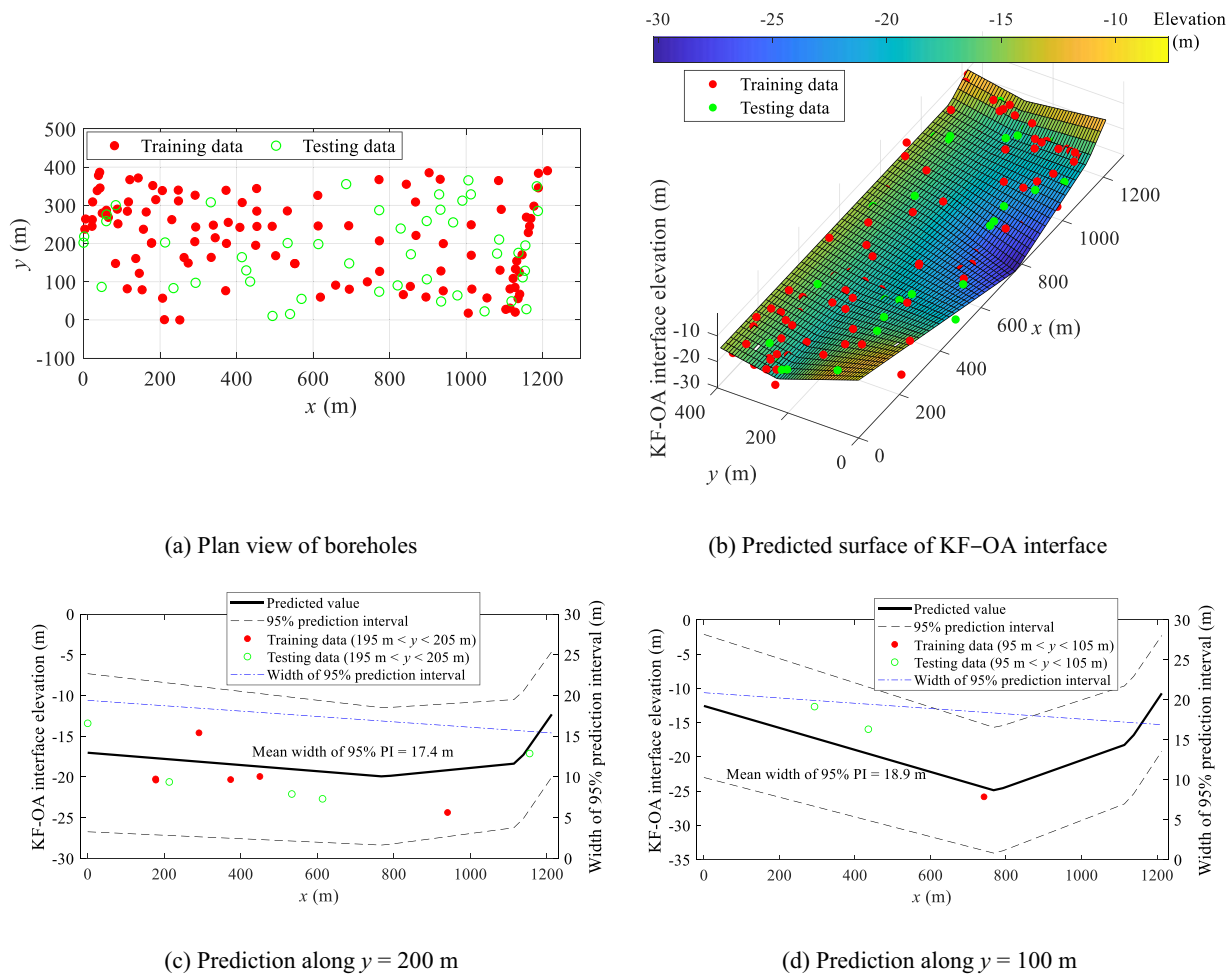 -30 -25 -20 -15 -10 Elevation
(m)
Training data
Testing data
500
400
300
200
100
0
-100
Training data Testing data
y (m)
0 200 400 600 800 1000 1200
x (m)
KF-OA interface elevation (m)
-10
-20
-30
400
200
0
y (m)
0
200
400
600
800
1000
1200
x (m)
(a) Plan view of boreholes
(b) Predicted surface of KF−OA interface
Predicted value
95% prediction interval
Training data (195 m < y < 205 m)
Testing data (195 m < y < 205 m)
Width of 95% prediction interval
Mean width of 95% PI = 17.4 m
KF-OA interface elevation (m)
0
-5
-10
-15
-20
-25
-30
0 200 400 600 800 1000 1200
x (m)
30
25
20
15
10
5
0
Width of 95% prediction interval (m)
Predicted value
95% prediction interval
Training data (95 m < y < 105 m)
Testing data (95 m < y < 105 m)
Width of 95% prediction interval
Mean width of 95% PI = 18.9 m
KF-OA interface elevation (m)
0
-5
-10
-15
-20
-25
-30
-35
0 200 400 600 800 1000 1200
x (m)
30
25
20
15
10
5
0
Width of 95% prediction interval (m)
(c) Prediction along y = 200 m
(d) Prediction along y = 100 m